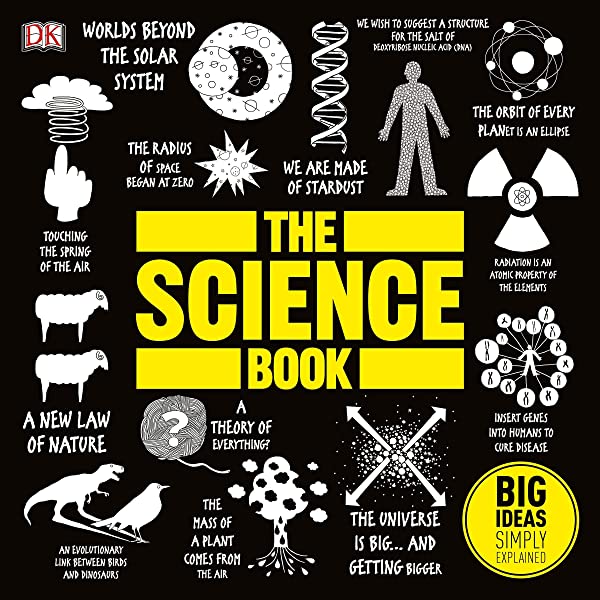 DK
WORLDS BEYOND
THE SOLAR
SYSTEM
WE WISH TO SUGGEST A STRUCTURE
FOR THE SALT OF
DEOXYRIBOSE NUCLEIC ACID (DNA)
THE ORBIT OF EVERY
PLANET IS AN ELLIPSE
THE RADIUS
OF SPACE
BEGAN AT ZERO
WE ARE MADE
OF STARDUST
TOUCHING
THE SPRING
OF THE AIR
RADIATION IS AN
ATOMIC PROPERTY OF
THE ELEMENTS
THE
SCIENCE
BOOK
A NEW LAW
OF NATURE
?
A
THEORY OF
EVERYTHING?
INSERT GENES
INTO HUMANS TO
CURE DISEASE
AN EVOLUTIONARY
LINK BETWEEN BIRDS
AND DINOSAURS
THE
MASS OF
A PLANT
COMES FROM
THE AIR
THE UNIVERSE
IS BIG... AND
GETTING BIGGER
BIG
IDEAS
SIMPLY
EXPLAINED